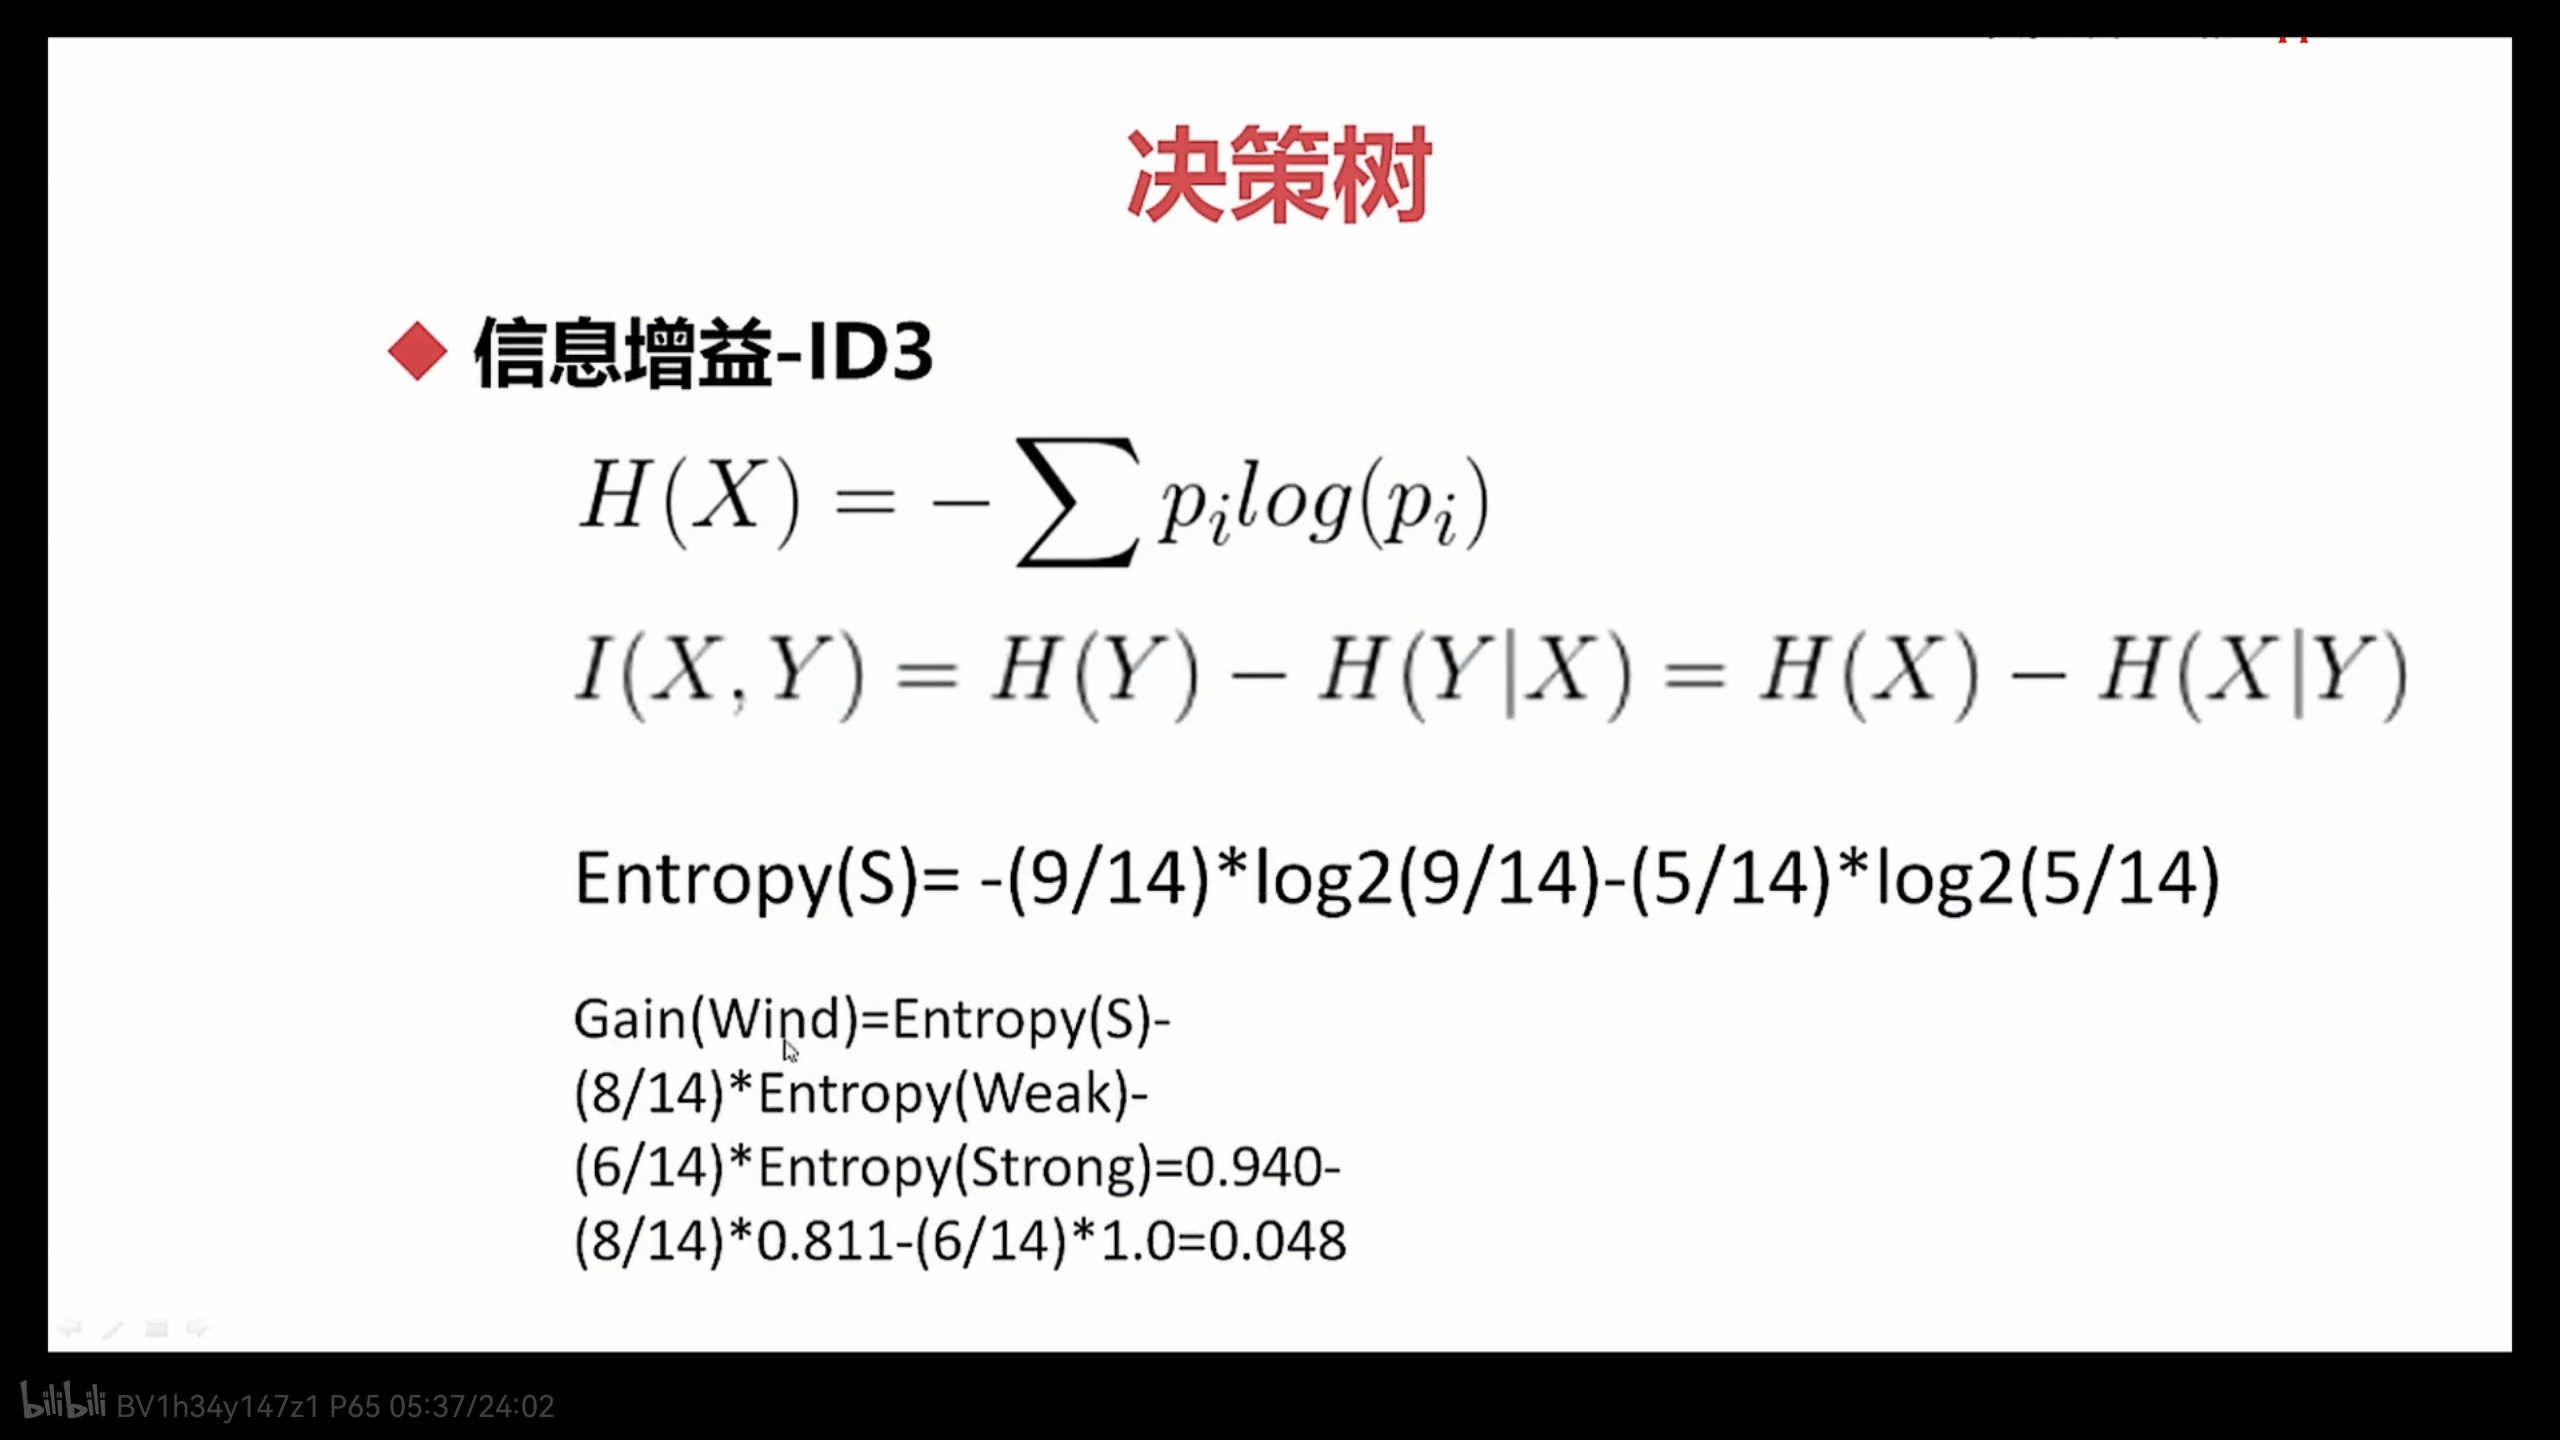 决策树
信息增益-ID3
H(X) = -∑p_i log(p_i)
I(X,Y) = H(Y) - H(Y|X) = H(X) - H(X|Y)
Entropy(S)= -(9/14)*log2(9/14)-(5/14)*log2(5/14)
Gain(Wind)=Entropy(S)-
(8/14)*Entropy(Weak)-
(6/14)*Entropy(Strong)=0.940-
(8/14)*0.811-(6/14)*1.0=0.048
bilibili BV1h34y147z1 P65 05:37/24:02